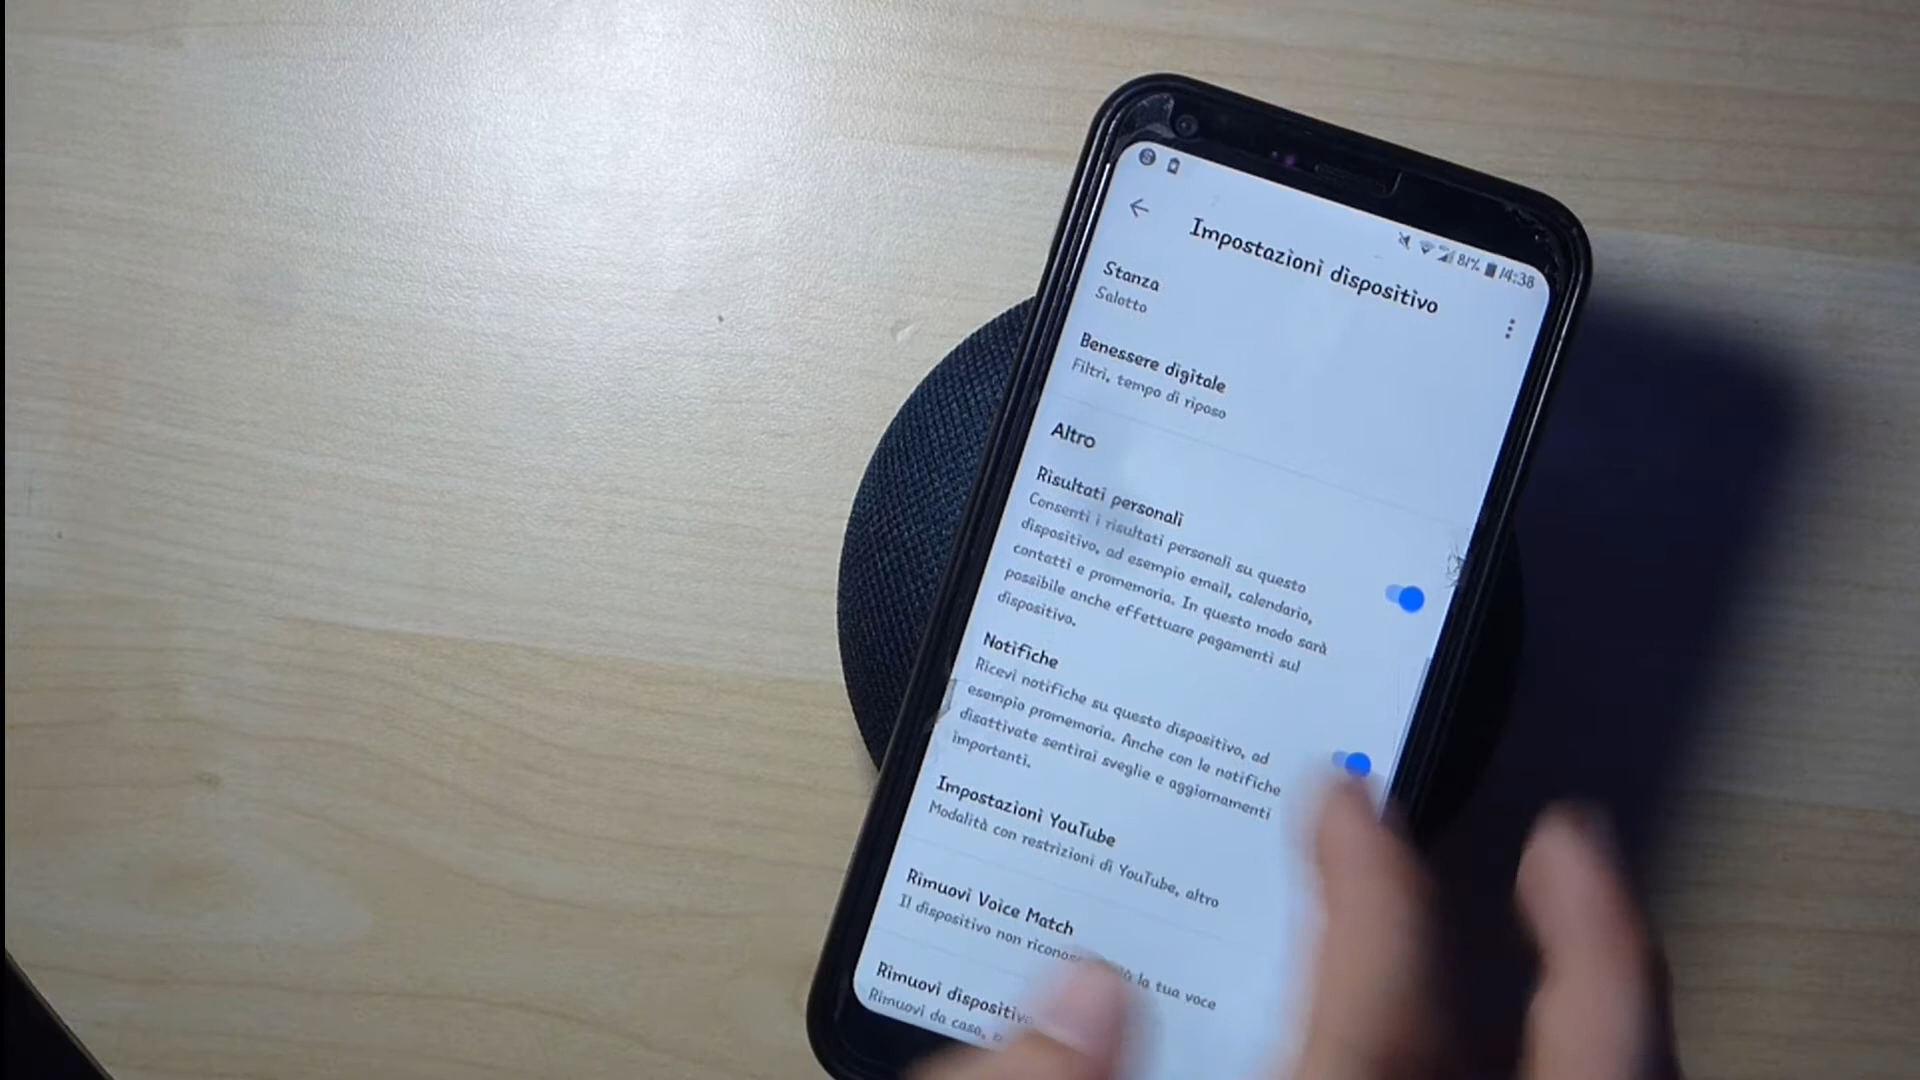 81% 14:38
Impostazioni dispositivo
Stanza
Salotto
Benessere digitale
Filtri, tempo di riposo
Altro
Risultati personali
Consenti i risultati personali su questo
dispositivo, ad esempio email, calendario,
contatti e promemoria. In questo modo sarà
possibile anche effettuare pagamenti sul
dispositivo.
Notifiche
Ricevi notifiche su questo dispositivo, ad
esempio promemoria. Anche con le notifiche
disattivate sentirai sveglie e aggiornamenti
importanti.
Impostazioni YouTube
Modalità con restrizioni di YouTube, altro
Rimuovi Voice Match
Il dispositivo non la tua voce
Rimuovi dispositivo
Rimuovi da casa,